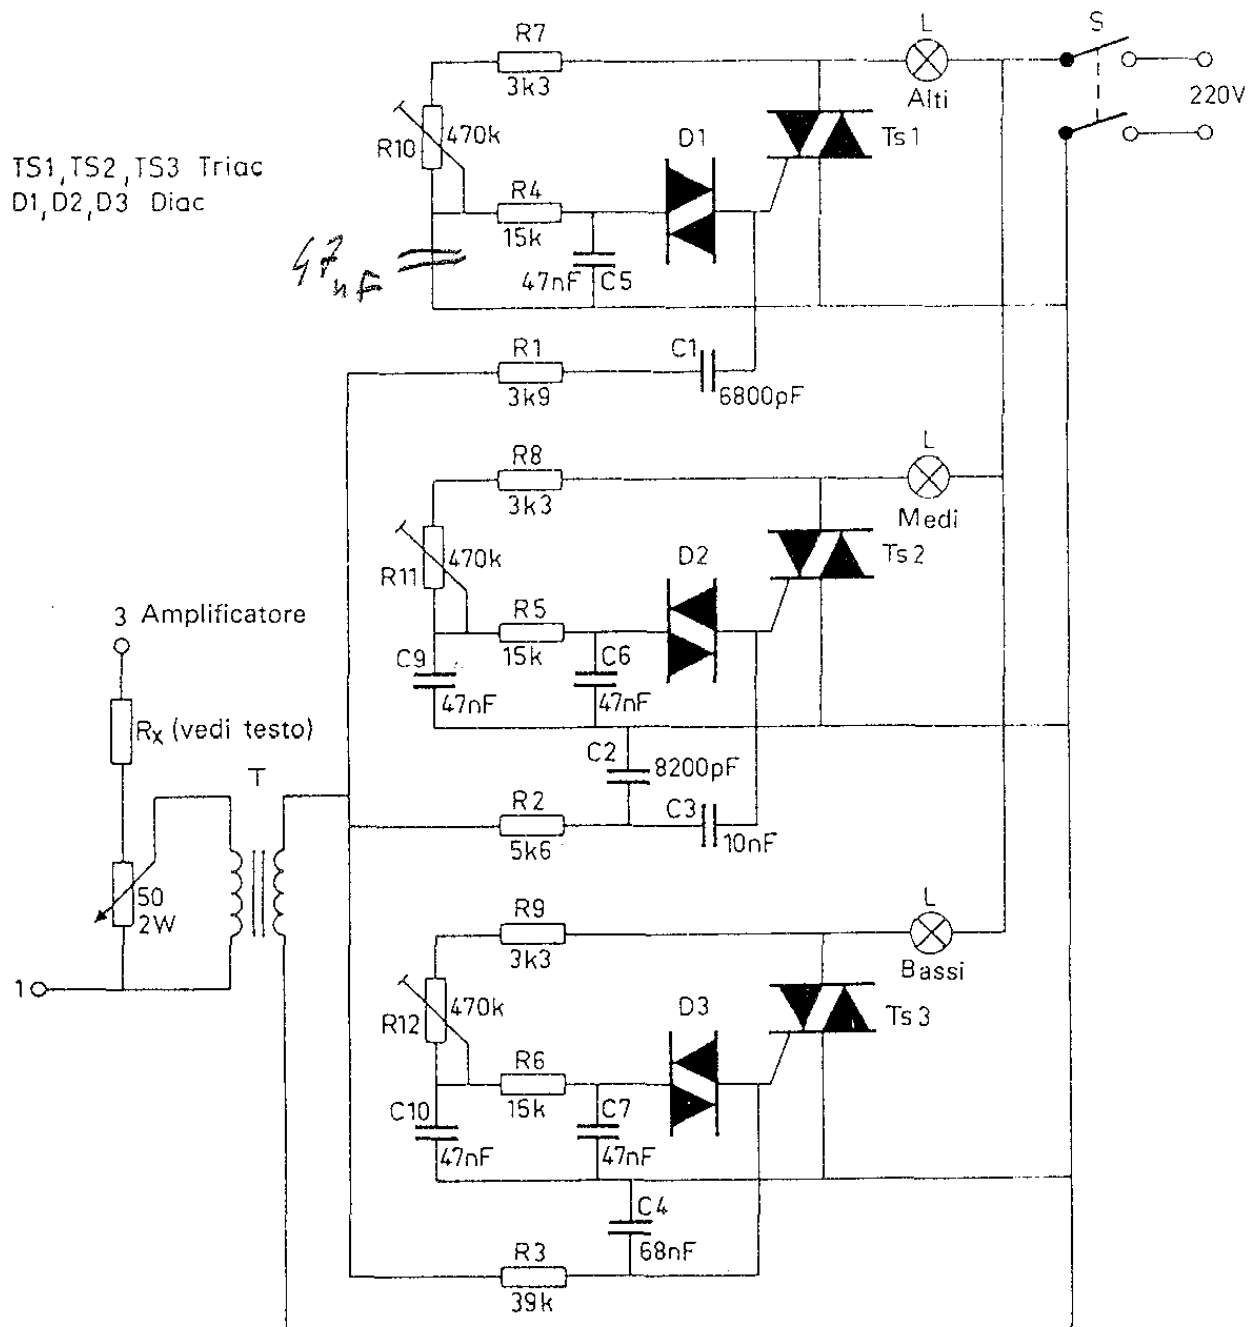 R7
3k3
L
Alti
S
220V
R10
470k
D1
Ts1
TS1,TS2,TS3 Triac
D1,D2,D3 Diac
R4
15k
47nF
47nF
C5
R1
3k9
C1
6800pF
R8
3k3
L
Medi
R11
470k
D2
Ts2
3 Amplificatore
R5
15k
C9
47nF
C6
47nF
Rx (vedi testo)
T
C2
8200pF
R2
5k6
C3
10nF
50
2W
R9
3k3
L
Bassi
1
R12
470k
D3
Ts3
R6
15k
C10
47nF
C7
47nF
C4
68nF
R3
39k